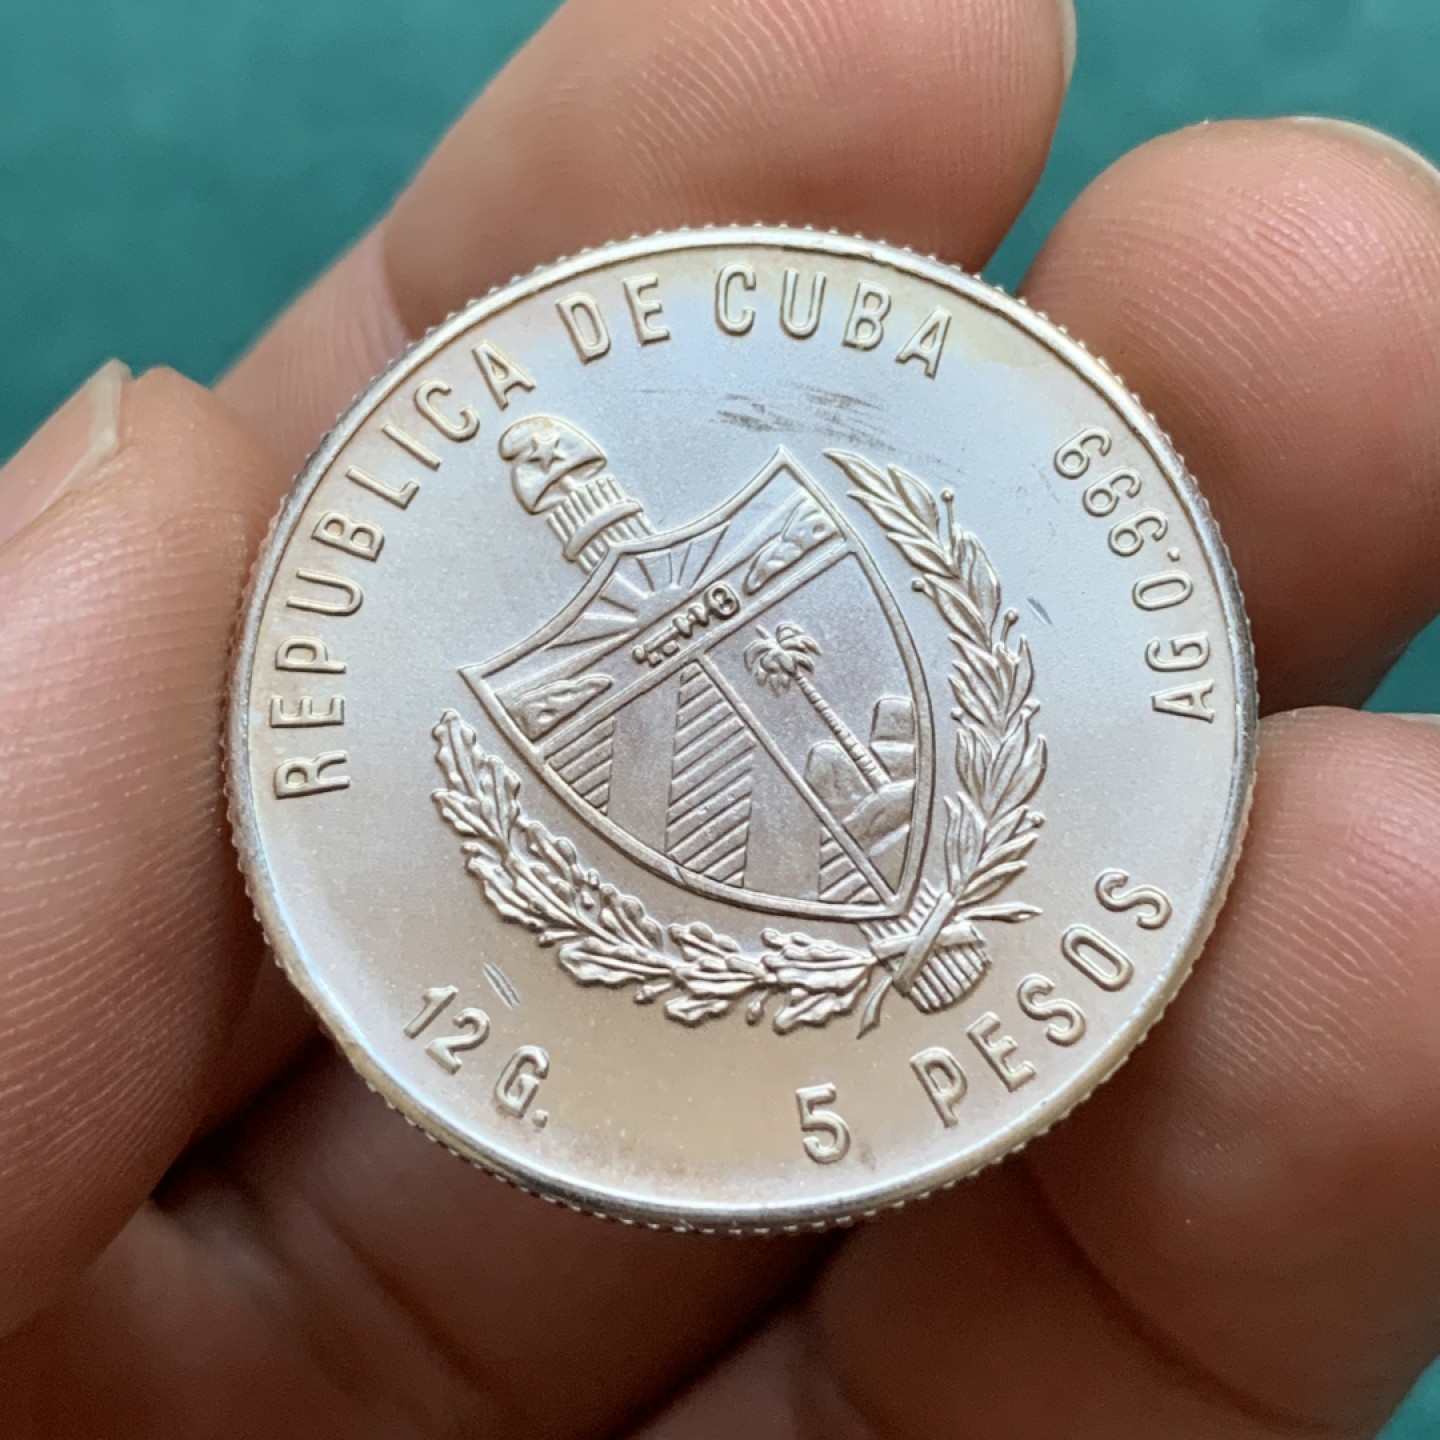 REPUBLICA DE CUBA
AG 0.999
12 G.
5 PESOS